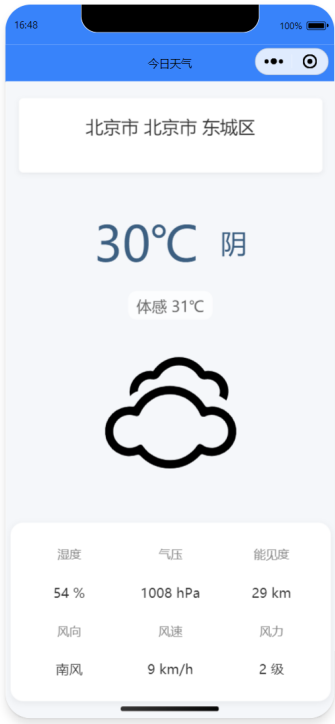 16:48 100%
今日天气
北京市 北京市 东城区
30℃ 阴
体感 31℃
湿度 气压 能见度
54 % 1008 hPa 29 km
风向 风速 风力
南风 9 km/h 2 级